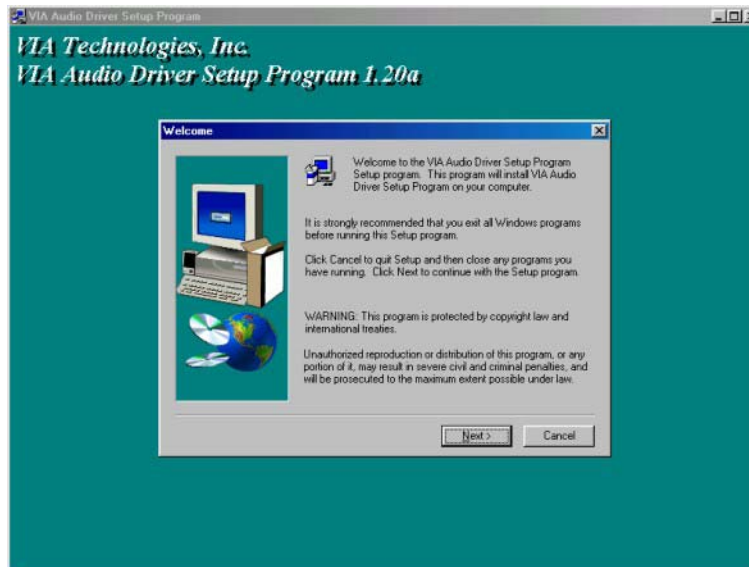 VIA Audio Driver Setup Program
VIA Technologies, Inc.
VIA Audio Driver Setup Program 1.20a
Welcome
Welcome to the VIA Audio Driver Setup Program
Setup program. This program will install VIA Audio
Driver Setup Program on your computer.
It is strongly recommended that you exit all Windows programs
before running this Setup program.
Click Cancel to quit Setup and then close any programs you
have running. Click Next to continue with the Setup program.
WARNING: This program is protected by copyright law and
international treaties.
Unauthorized reproduction or distribution of this program, or any
portion of it, may result in severe civil and criminal penalties, and
will be prosecuted to the maximum extent possible under law.
Next >
Cancel